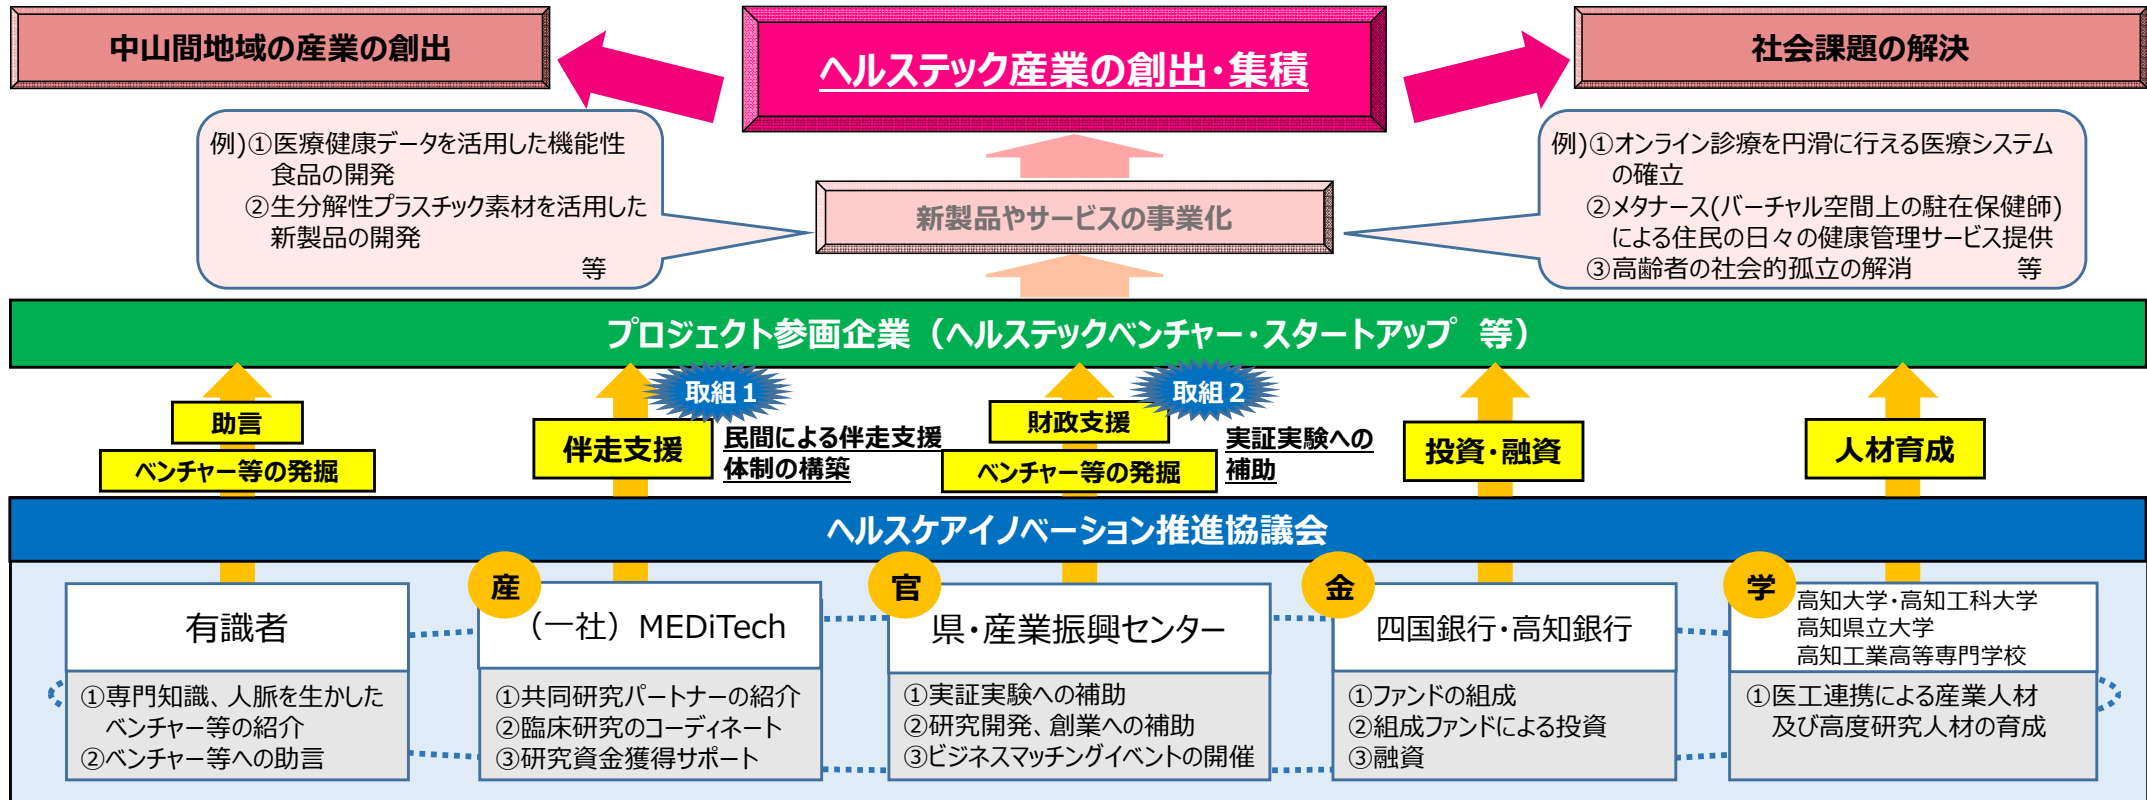 中山間地域の産業の創出
ヘルステック産業の創出・集積
社会課題の解決
例)①医療健康データを活用した機能性
食品の開発
②生分解性プラスチック素材を活用した
新製品の開発
等
新製品やサービスの事業化
例)①オンライン診療を円滑に行える医療システム
の確立
②メタナース(バーチャル空間上の駐在保健師)
による住民の日々の健康管理サービス提供
③高齢者の社会的孤立の解消 等
プロジェクト参画企業（ヘルステックベンチャー・スタートアップ 等）
助言
ベンチャー等の発掘
取組１
伴走支援
民間による伴走支援
体制の構築
取組２
財政支援
ベンチャー等の発掘
実証実験への
補助
投資・融資
人材育成
ヘルスケアイノベーション推進協議会
有識者
①専門知識、人脈を生かした
ベンチャー等の紹介
②ベンチャー等への助言
産
（一社）MEDiTech
①共同研究パートナーの紹介
②臨床研究のコーディネート
③研究資金獲得サポート
官
県・産業振興センター
①実証実験への補助
②研究開発、創業への補助
③ビジネスマッチングイベントの開催
金
四国銀行・高知銀行
①ファンドの組成
②組成ファンドによる投資
③融資
学
高知大学・高知工科大学
高知県立大学
高知工業高等専門学校
①医工連携による産業人材
及び高度研究人材の育成